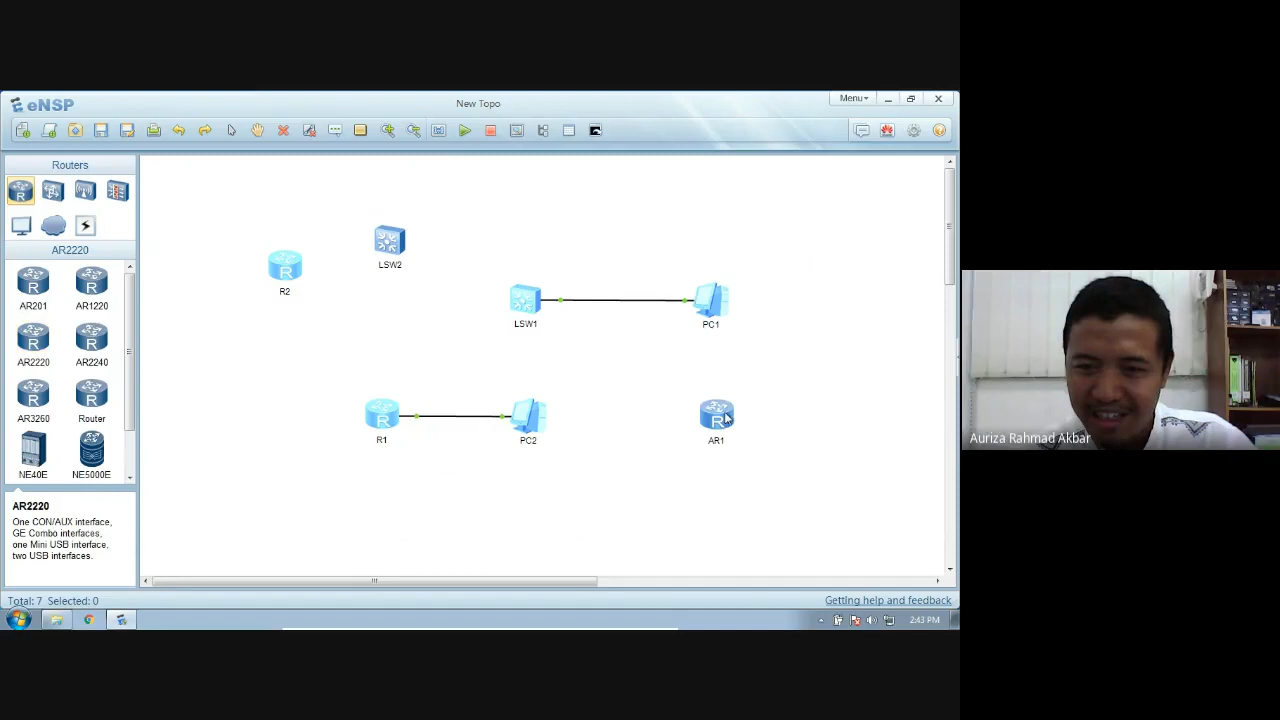 eNSP
New Topo
Menu
Routers
AR2220
AR201
AR1220
AR2220
AR2240
AR3260
Router
NE40E
NE5000E
AR2220
One CON/AUX interface,
GE Combo interfaces,
one Mini USB interface,
two USB interfaces.
LSW2
R2
LSW1
PC1
R
R1
PC2
AR1
Total: 7 Selected: 0
Getting help and feedback
2:43 PM
Auriza Rahmad Akbar